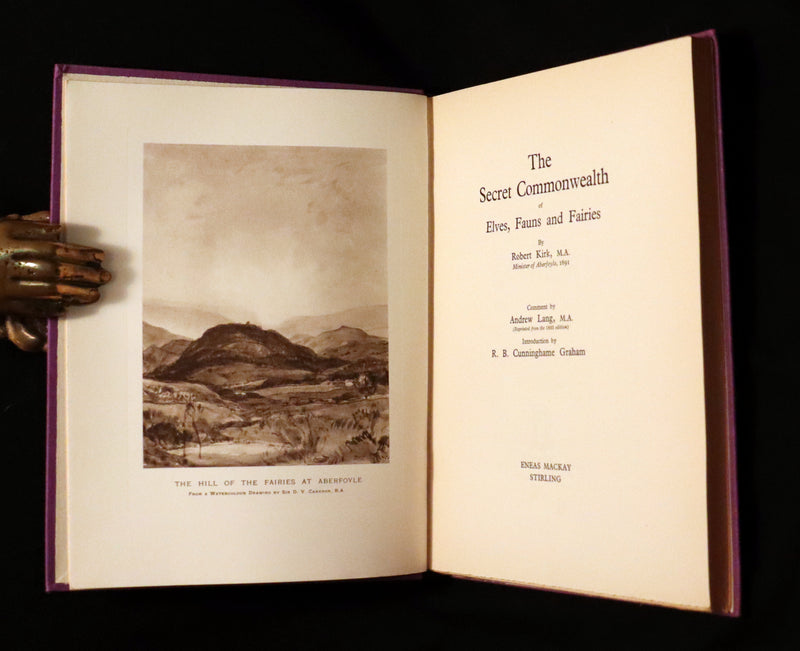 THE HILL OF THE FAIRIES AT ABERFOYLE
FROM A WATERCOLOUR DRAWING BY SIR D. Y. CAMERON, R.A
The
Secret Commonwealth
of
Elves, Fauns and Fairies
By
Robert Kirk, M.A.
Minister of Aberfoyle, 1691
Comment by
Andrew Lang, M.A.
(Reprinted from the 1893 edition)
Introduction by
R. B. Cunninghame Graham
ENEAS MACKAY
STIRLING